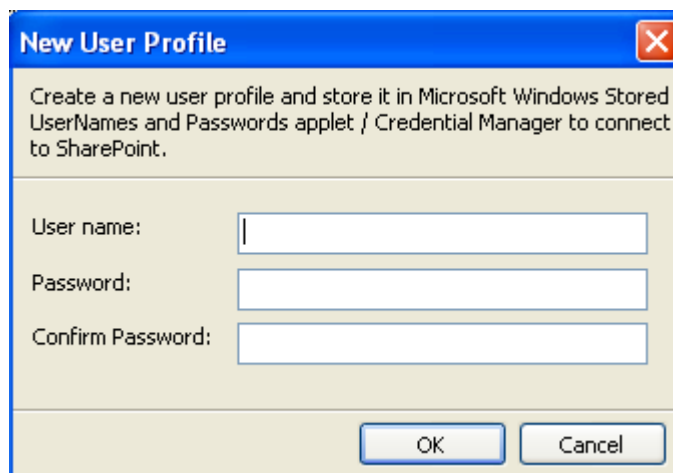 New User Profile
Create a new user profile and store it in Microsoft Windows Stored
UserNames and Passwords applet / Credential Manager to connect
to SharePoint.
User name:
Password:
Confirm Password:
OK Cancel